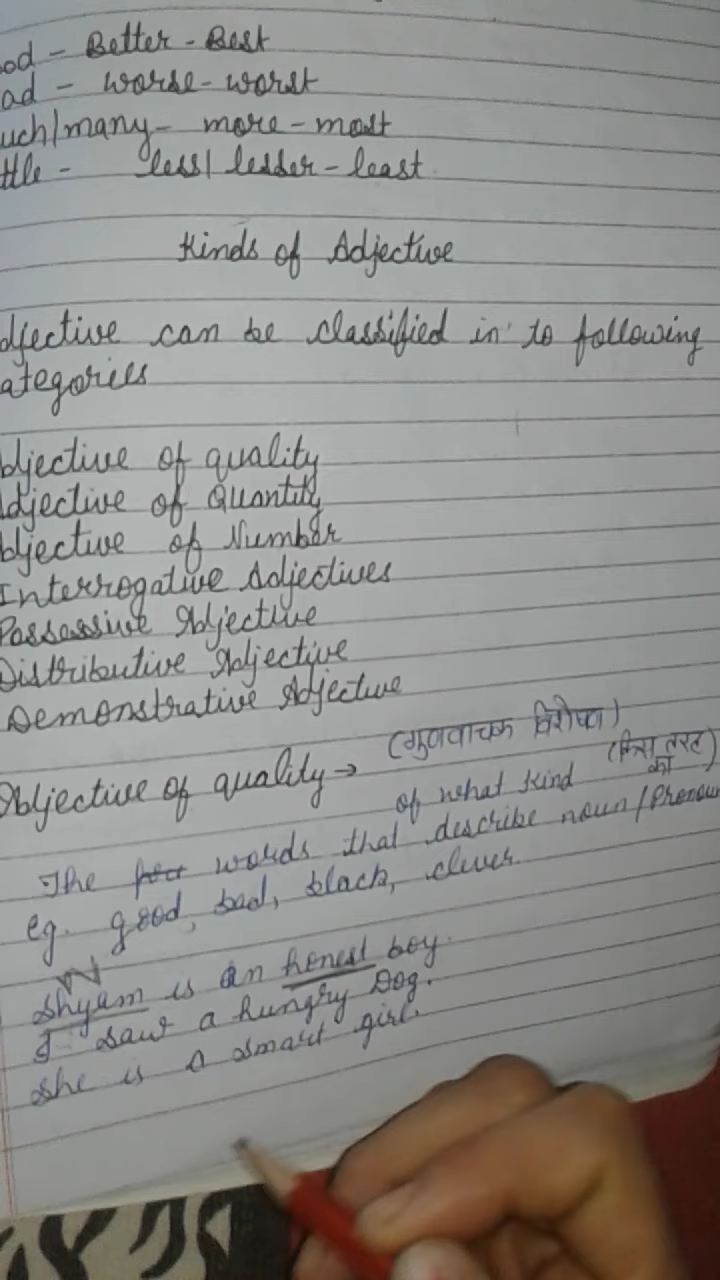 ood - Better - Best
ad - worse - worst
uch/many - more - most
ttle - less/lesser - least
Kinds of Adjective
djective can be classified in to following
ategories
djective of quality
djective of Quantity
djective of Number
Interrogative Adjectives
Possessive Adjective
Distributive Adjective
Demonstrative Adjective
Adjective of quality → (गुणवाचक विशेषण)
of what kind (किस तरह का)
The words that describe noun/Pronoun
eg. good, bad, black, clever
N
Shyam is an honest boy.
I saw a hungry Dog.
She is a smart girl.